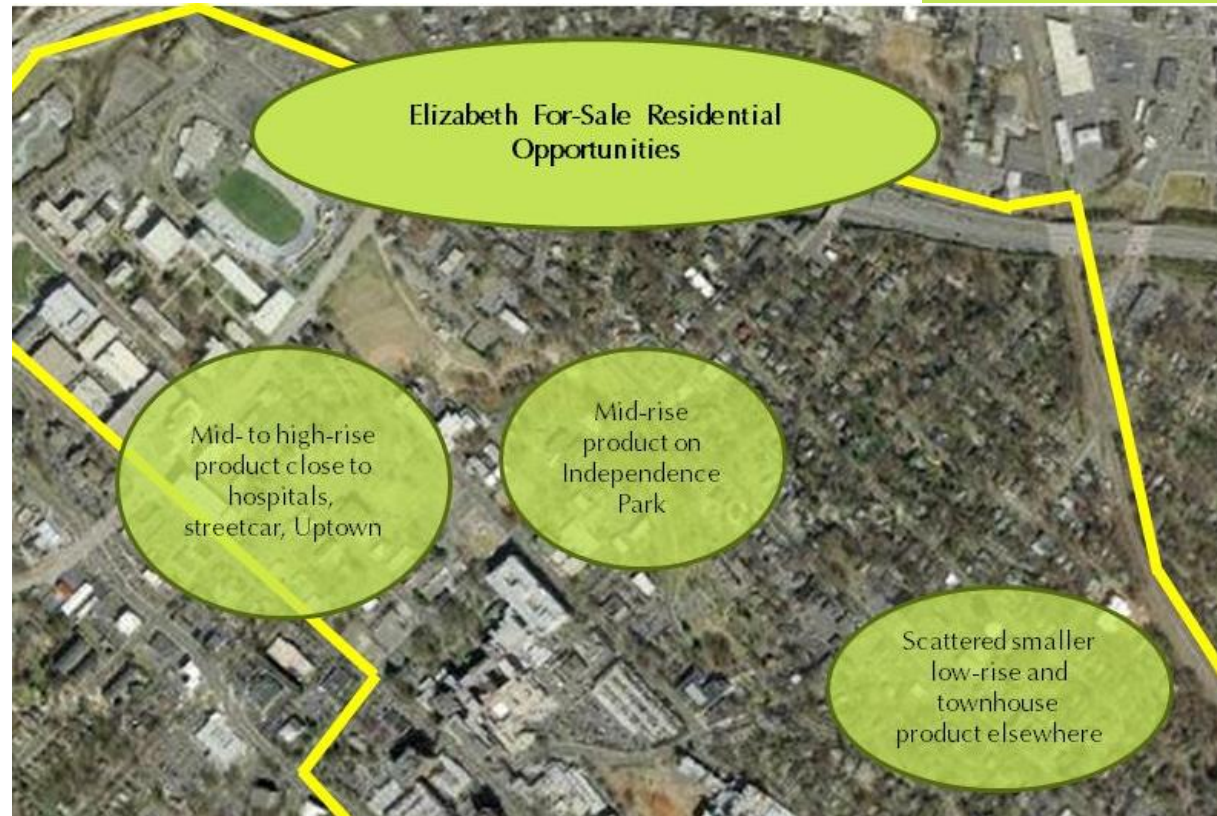 Elizabeth For-Sale Residential
Opportunities
Mid- to high-rise
product close to
hospitals,
streetcar, Uptown
Mid-rise
product on
Independence
Park
Scattered smaller
low-rise and
townhouse
product elsewhere